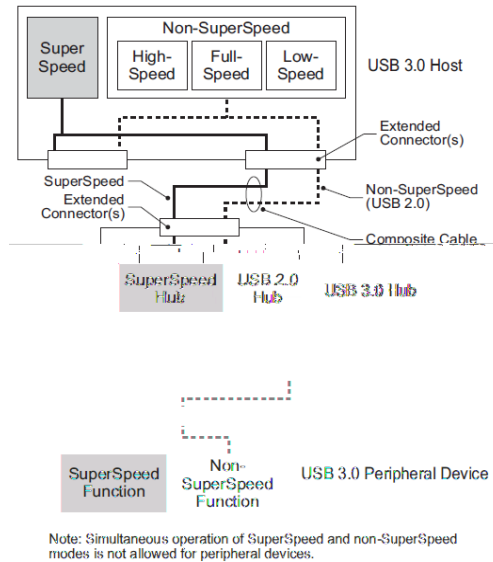 Non-SuperSpeed
Super
Speed
High-
Speed
Full-
Speed
Low-
Speed
USB 3.0 Host
Extended
Connector(s)
SuperSpeed
Extended
Connector(s)
Non-SuperSpeed
(USB 2.0)
Composite Cable
SuperSpeed
Hub
USB 2.0
Hub
USB 3.0 Hub
SuperSpeed
Function
Non-
SuperSpeed
Function
USB 3.0 Peripheral Device
Note: Simultaneous operation of SuperSpeed and non-SuperSpeed
modes is not allowed for peripheral devices.